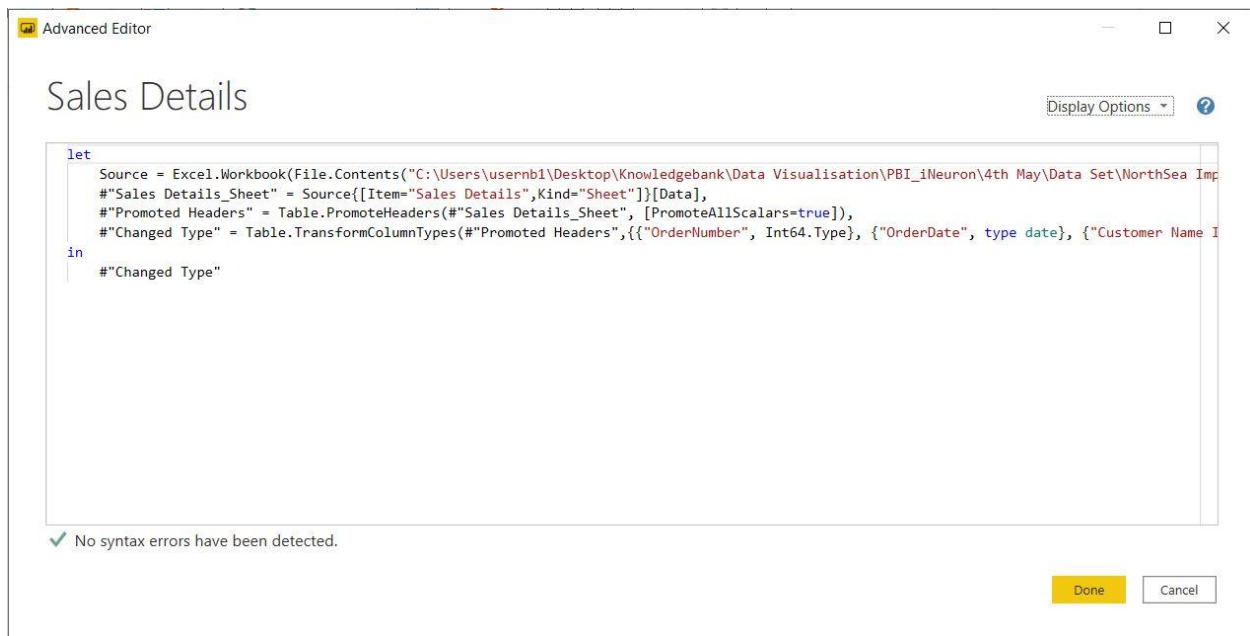 Advanced Editor
Sales Details
Display Options
let
Source = Excel.Workbook(File.Contents("C:\Users\usernb1\Desktop\Knowledgebank\Data Visualisation\PBI_iNeuron\4th May\Data Set\NorthSea Imp
#"Sales Details_Sheet" = Source{[Item="Sales Details",Kind="Sheet"]}[Data],
#"Promoted Headers" = Table.PromoteHeaders(#"Sales Details_Sheet", [PromoteAllScalars=true]),
#"Changed Type" = Table.TransformColumnTypes(#"Promoted Headers",{{"OrderNumber", Int64.Type}, {"OrderDate", type date}, {"Customer Name I
in
#"Changed Type"
No syntax errors have been detected.
Done Cancel